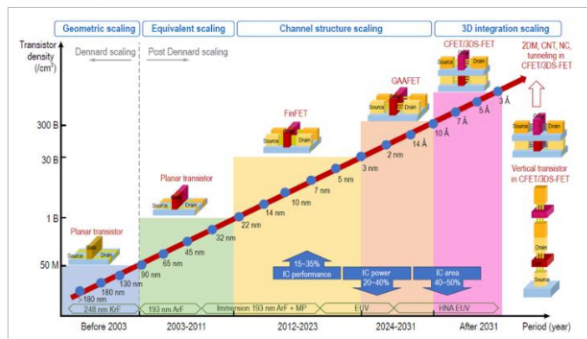 Geometric scaling
Equivalent scaling
Channel structure scaling
3D integration scaling
Transistor
density
(/cm²)
Dennard scaling
Post Dennard scaling
CFET/3DS-FET
2DM, CNT, NC,
tunneling in
CFET/3DS-FET
GAAFET
FinFET
Planar transistor
Planar transistor
Source
Drain
Source
Drain
Source
Drain
300 B
30 B
1 B
50 M
>180 nm
180 nm
130 nm
90 nm
65 nm
45 nm
32 nm
22 nm
14 nm
10 nm
7 nm
5 nm
3 nm
2 nm
14 Å
10 Å
7 Å
5 Å
3 Å
Vertical transistor
in CFET/3DS-FET
Drain
Source
15–35%
IC performance
IC power
20–40%
IC area
40–50%
248 nm KrF
193 nm ArF
Immersion 193 nm ArF + MP
EUV
HNA EUV
Before 2003
2003-2011
2012-2023
2024-2031
After 2031
Period (year)